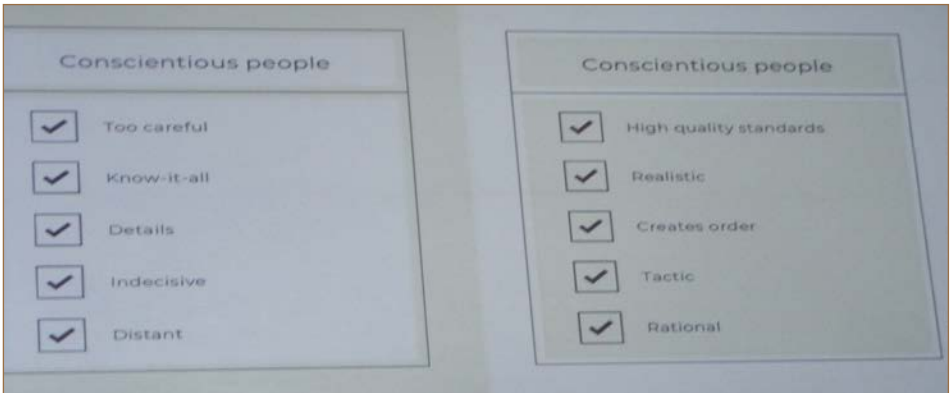 Conscientious people
Too careful
Know-it-all
Details
Indecisive
Distant
Conscientious people
High quality standards
Realistic
Creates order
Tactic
Rational